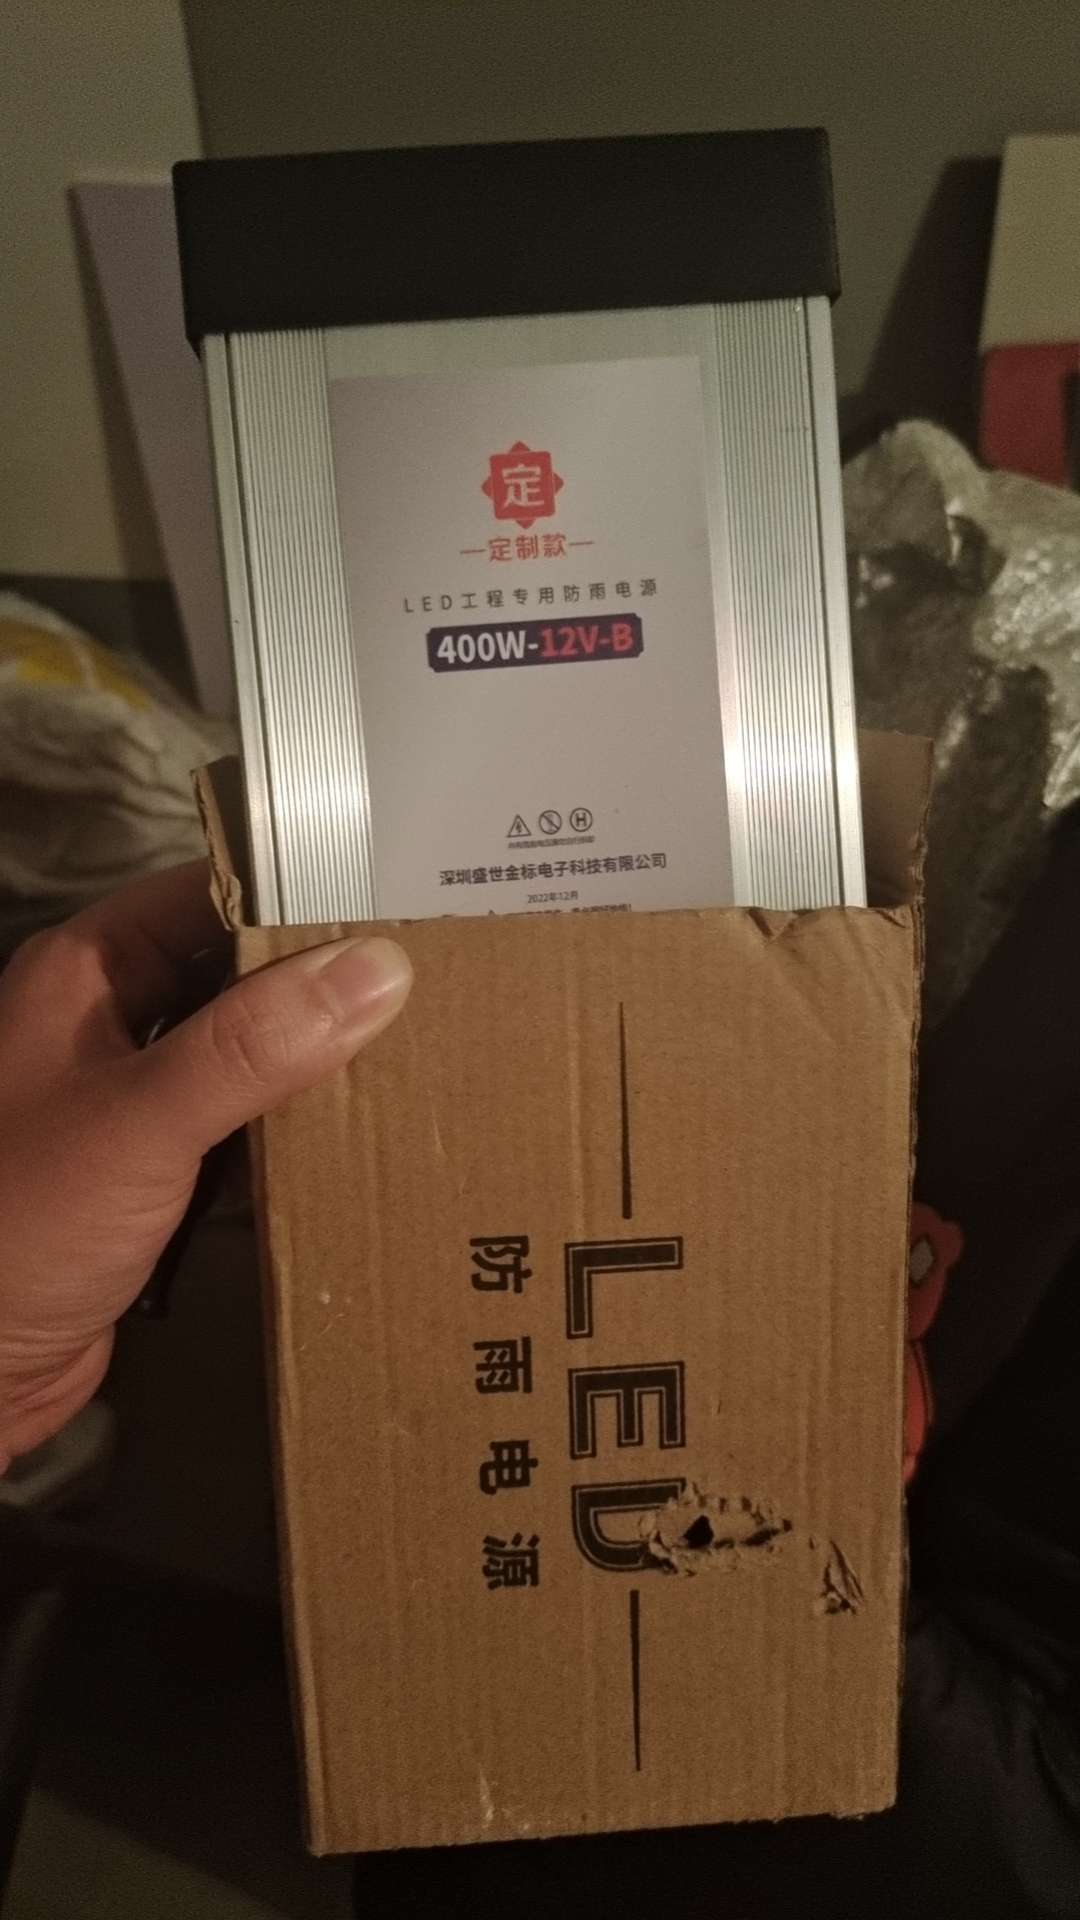 定
定制款
LED工程专用防雨电源
400W-12V-B
深圳盛世金标电子科技有限公司
2022年12月
LED
防雨电源